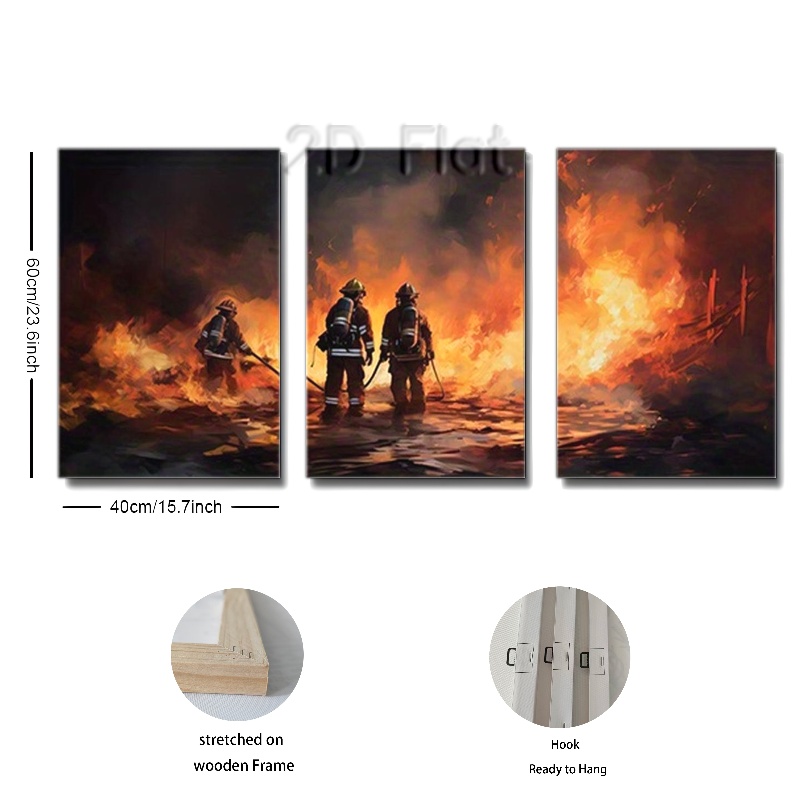 2D Flat
60cm/23.6inch
40cm/15.7inch
stretched on
wooden Frame
Hook
Ready to Hang